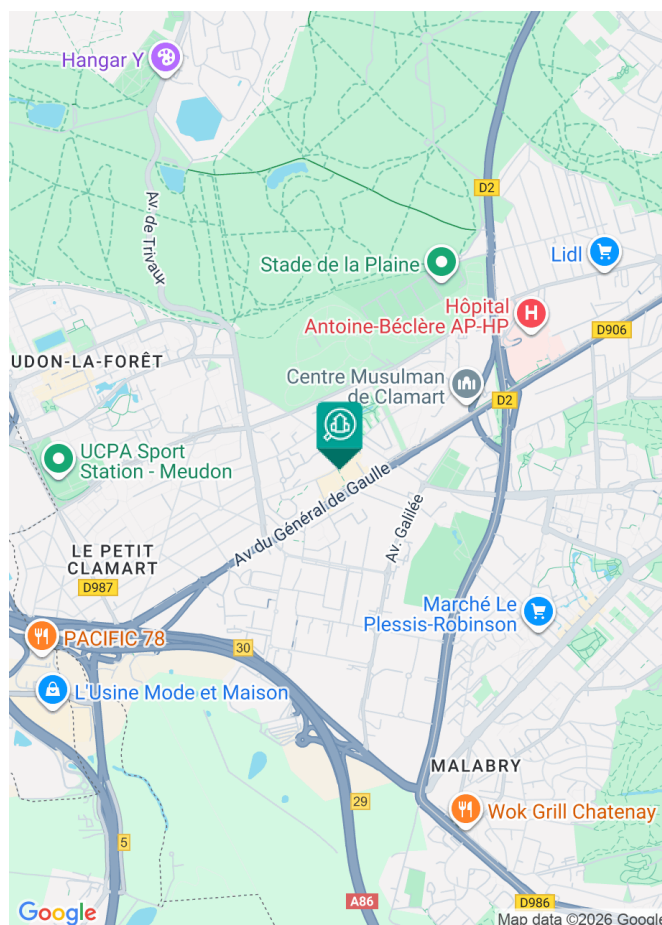 Hangar Y
Av. de Trivaux
D2
Stade de la Plaine
Lidl
Hôpital
Antoine-Béclère AP-HP
D906
UDON-LA-FORÊT
Centre Musulman
de Clamart
D2
UCPA Sport
Station - Meudon
Av du Général de Gaulle
Av. Galilée
LE PETIT
CLAMART
D987
Marché Le
Plessis-Robinson
PACIFIC 78
30
L'Usine Mode et Maison
MALABRY
29
Wok Grill Chatenay
5
A86
D986
Google
Map data ©2026 Google